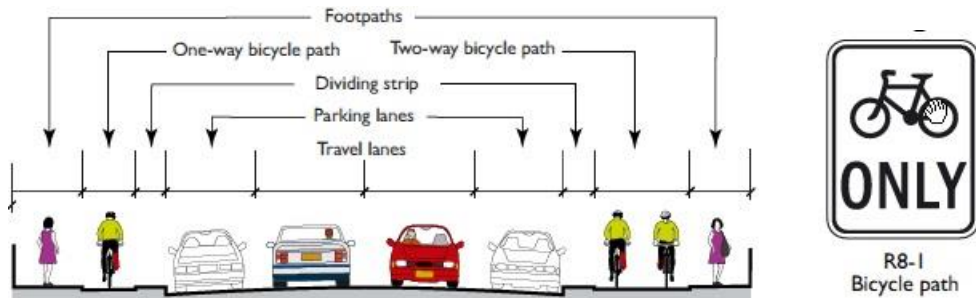 Footpaths
One-way bicycle path
Two-way bicycle path
Dividing strip
Parking lanes
Travel lanes
ONLY
R8-1
Bicycle path